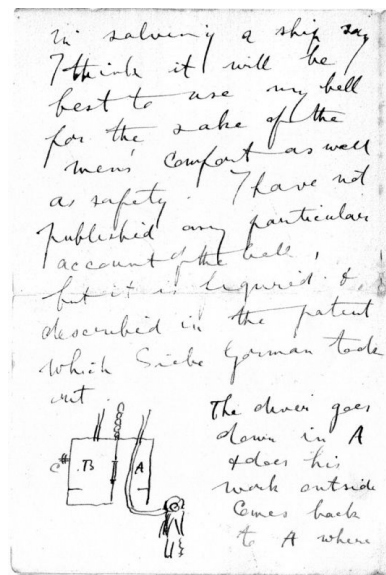 in salving a ship say
I think it will be
best to use my bell
for the sake of the
men's comfort as well
as safety. I have not
published any particular
account of the bell,
but it is figured &
described in the patent
which Siebe Gorman took
out.
The diver goes
down in A
& does his
work outside
Comes back
to A where
C B A